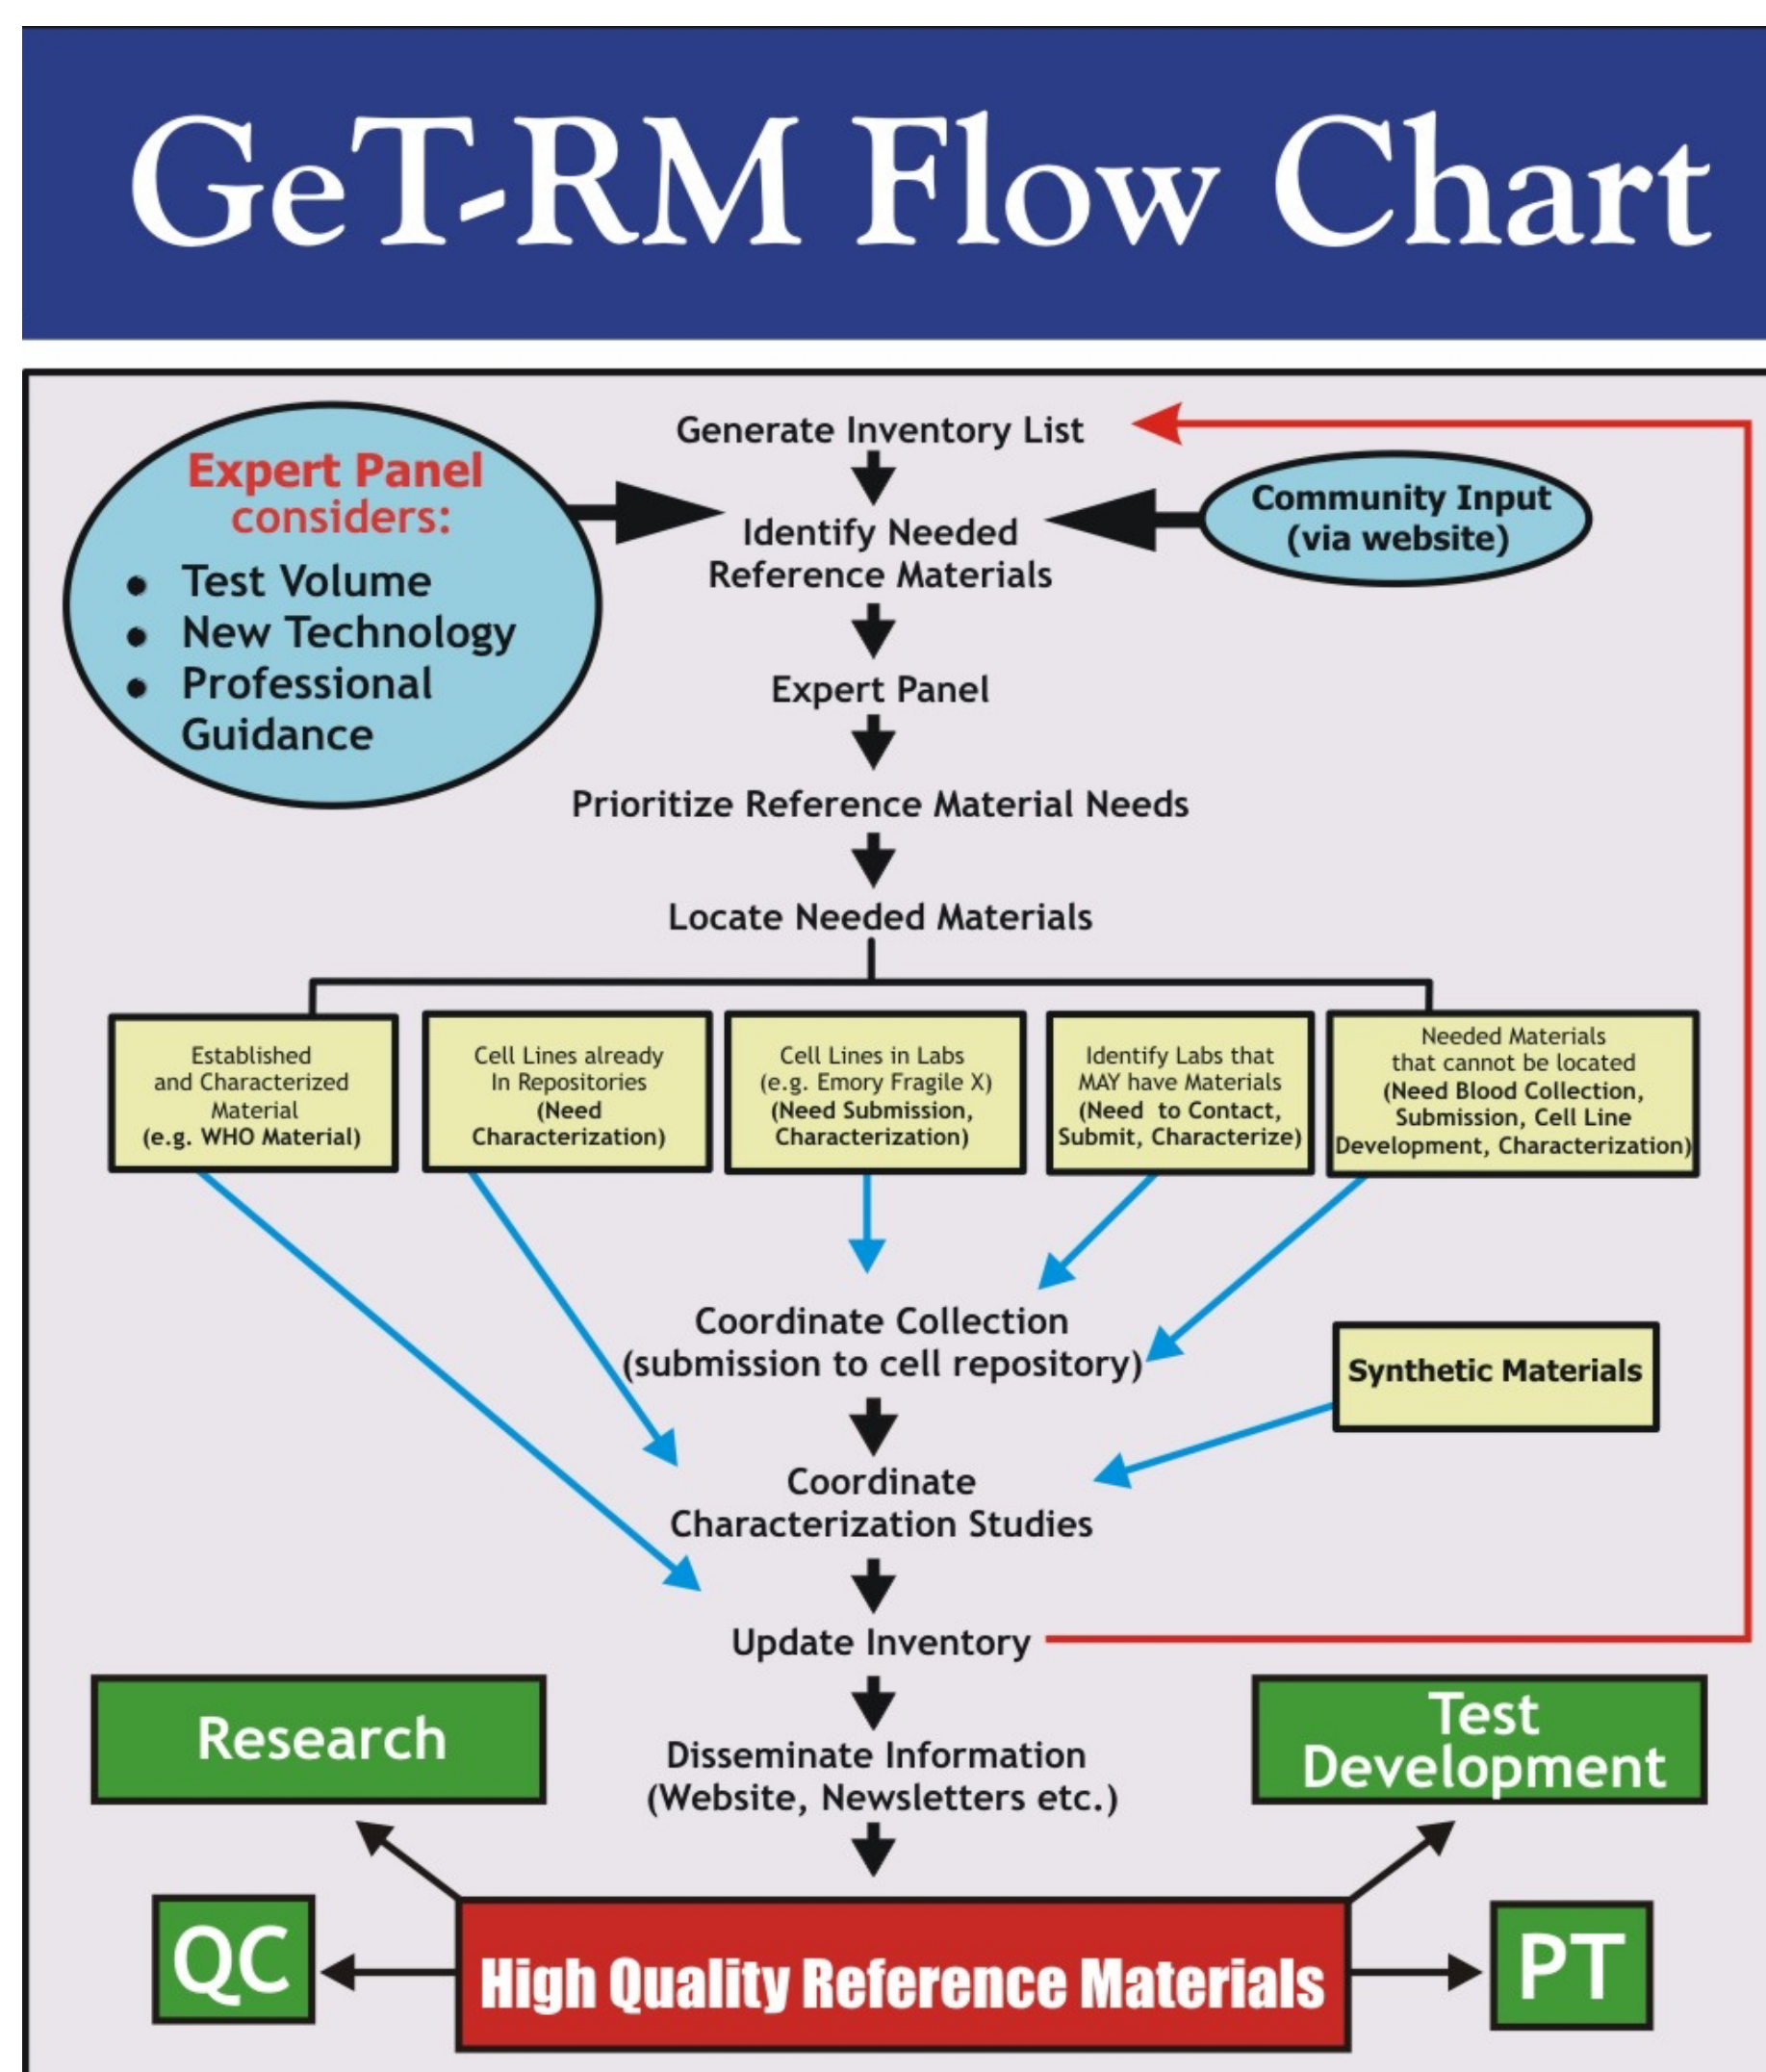 GeT-RM Flow Chart
Expert Panel
considers:
• Test Volume
• New Technology
• Professional
Guidance
Generate Inventory List
Identify Needed
Reference Materials
Community Input
(via website)
Expert Panel
Prioritize Reference Material Needs
Locate Needed Materials
Established
and Characterized
Material
(e.g. WHO Material)
Cell Lines already
In Repositories
(Need
Characterization)
Cell Lines in Labs
(e.g. Emory Fragile X)
(Need Submission,
Characterization)
Identify Labs that
MAY have Materials
(Need to Contact,
Submit, Characterize)
Needed Materials
that cannot be located
(Need Blood Collection,
Submission, Cell Line
Development, Characterization)
Coordinate Collection
(submission to cell repository)
Synthetic Materials
Coordinate
Characterization Studies
Update Inventory
Disseminate Information
(Website, Newsletters etc.)
Research
Test
Development
QC
High Quality Reference Materials
PT